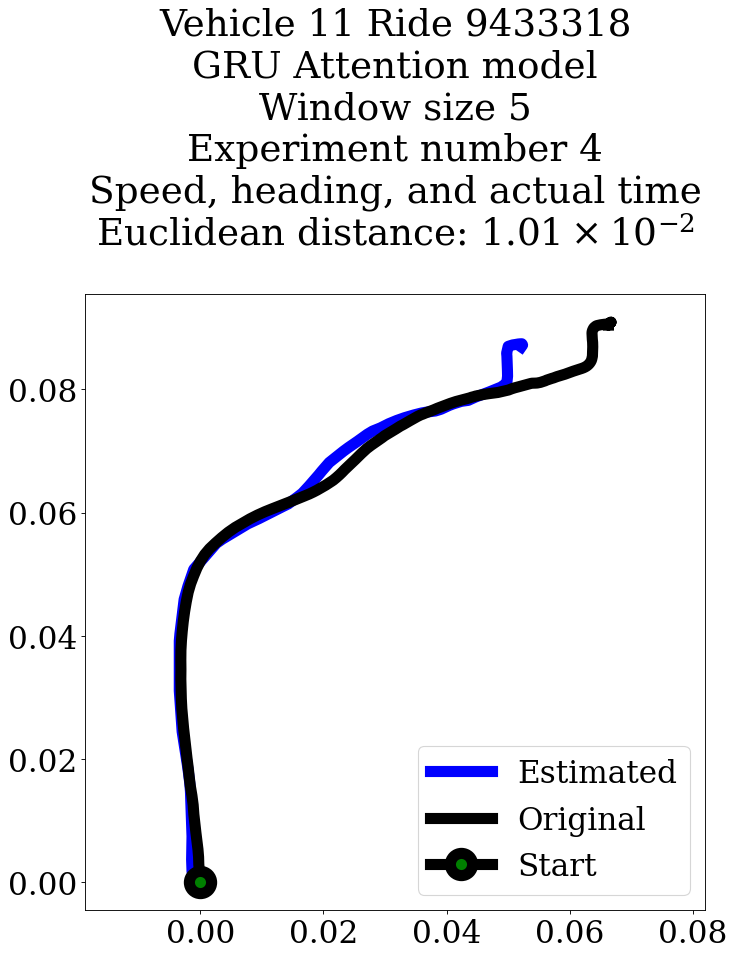 Vehicle 11 Ride 9433318
GRU Attention model
Window size 5
Experiment number 4
Speed, heading, and actual time
Euclidean distance: 1.01 × 10⁻²
0.08
0.06
0.04
0.02
0.00
Estimated
Original
Start
0.00 0.02 0.04 0.06 0.08